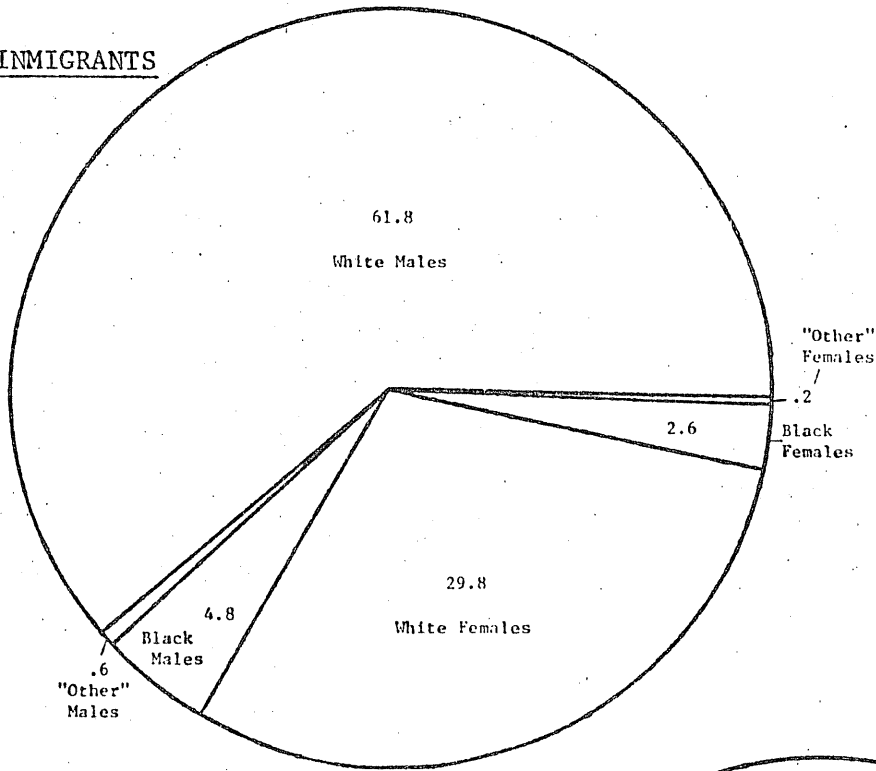 INMIGRANTS
61.8
White Males
"Other"
Females
.2
2.6
Black
Females
29.8
White Females
4.8
Black
Males
.6
"Other"
Males